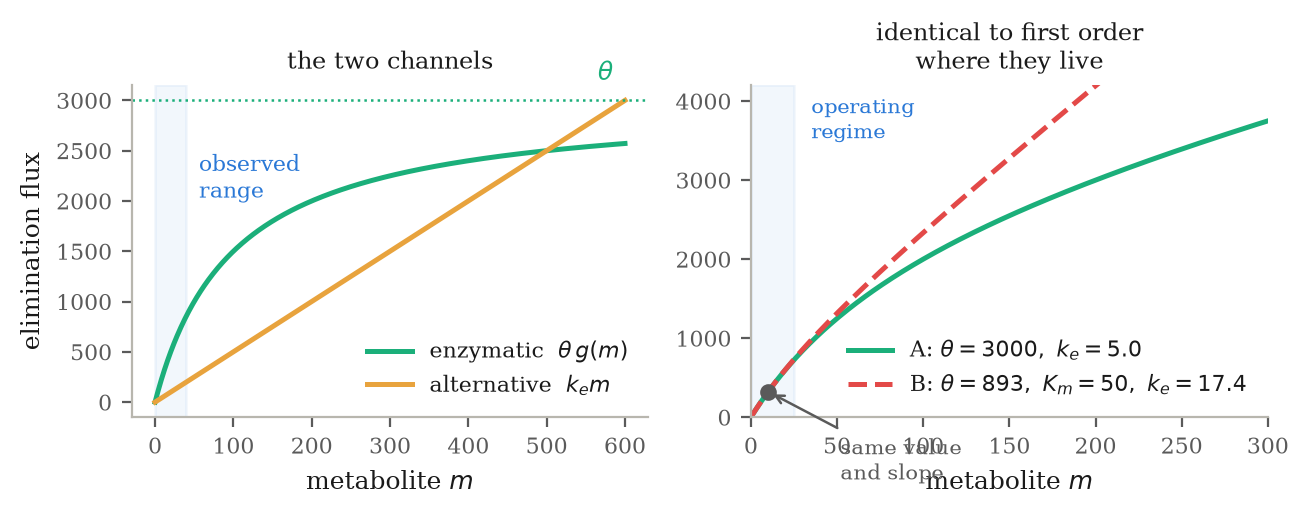 the two channels
θ
elimination flux
3000
2500
2000
1500
1000
500
0
observed
range
enzymatic θ g(m)
alternative kₑm
0 100 200 300 400 500 600
metabolite m
identical to first order
where they live
4000
3000
2000
1000
0
operating
regime
A: θ = 3000, kₑ = 5.0
B: θ = 893, Kₘ = 50, kₑ = 17.4
0 50 100 150 200 250 300
same value
and slope
metabolite m